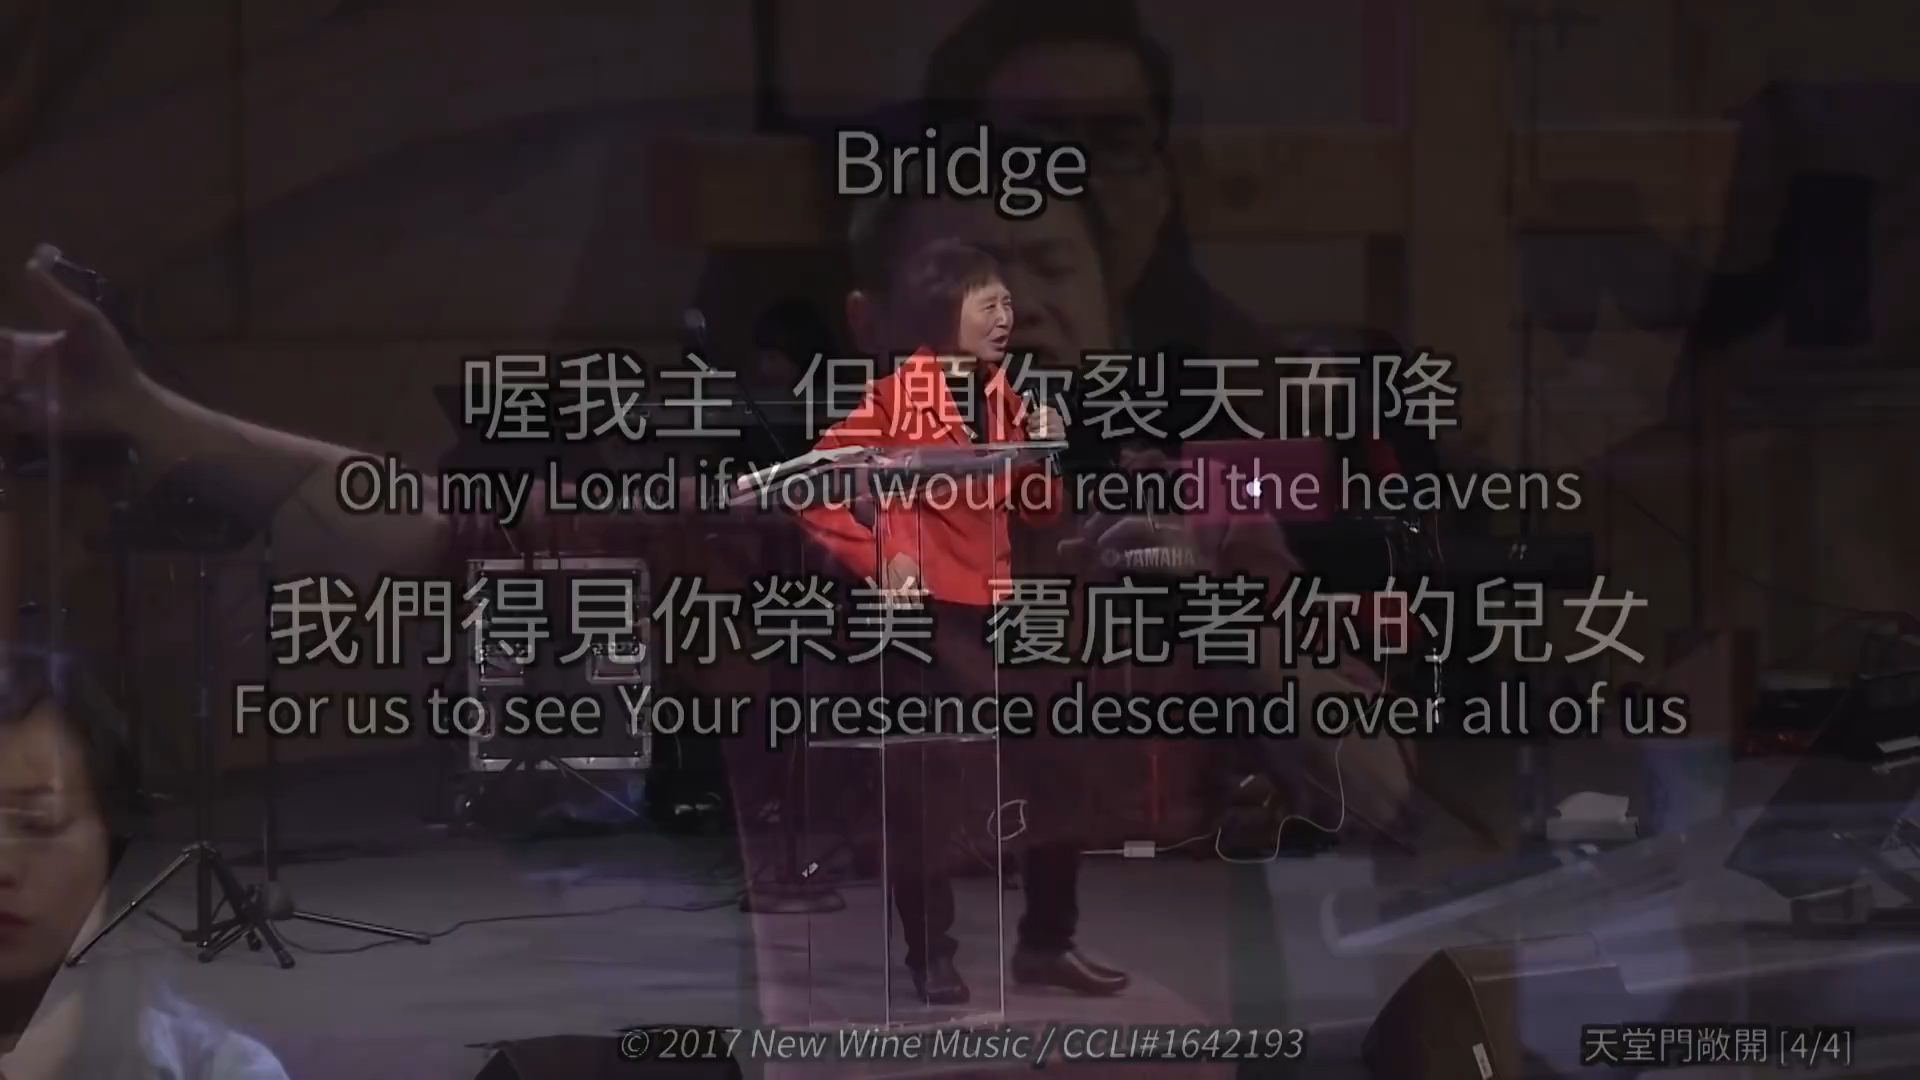 Bridge
喔我主 但願你裂天而降
Oh my Lord if You would rend the heavens
YAMAHA
我們得見你榮美 覆庇著你的兒女
For us to see Your presence descend over all of us
© 2017 New Wine Music / CCLI#1642193
天堂門敞開 [4/4]